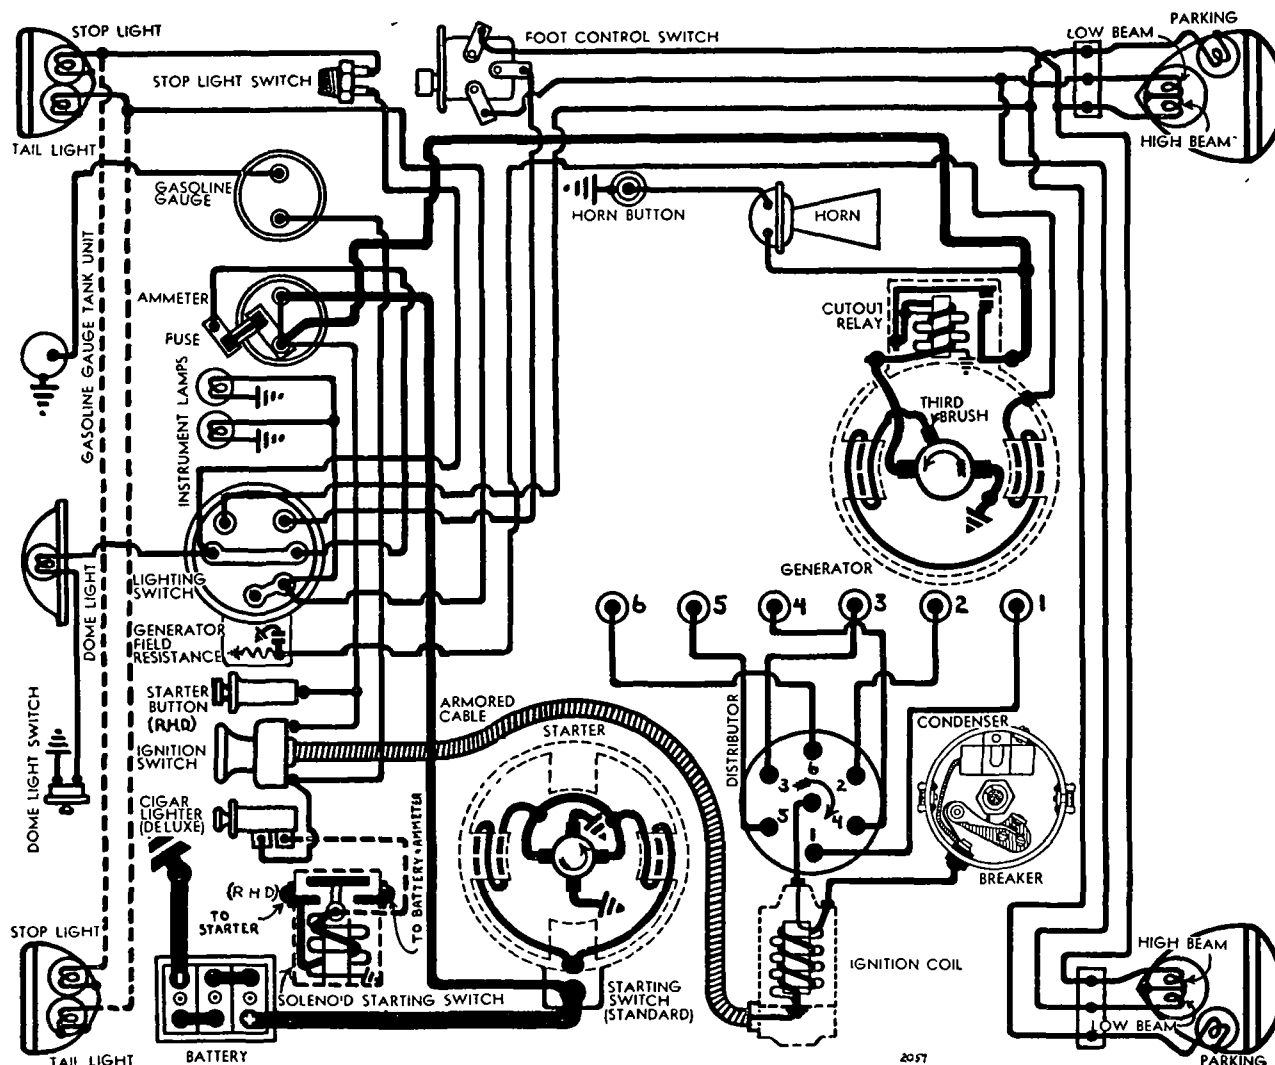 STOP LIGHT
FOOT CONTROL SWITCH
LOW BEAM
PARKING
STOP LIGHT SWITCH
TAIL LIGHT
HIGH BEAM
GASOLINE
GAUGE
HORN BUTTON
HORN
GASOLINE GAUGE TANK UNIT
AMMETER
FUSE
CUTOUT
RELAY
INSTRUMENT LAMPS
THIRD
BRUSH
LIGHTING
SWITCH
GENERATOR
DOME LIGHT
GENERATOR
FIELD
RESISTANCE
6
5
4
3
2
1
STARTER
BUTTON
(R.H.D)
ARMORED
CABLE
STARTER
DISTRIBUTOR
CONDENSER
IGNITION
SWITCH
DOME LIGHT SWITCH
CIGAR
LIGHTER
(DELUXE)
TO BATTERY & AMMETER
6
3
2
5
4
1
BREAKER
(R H D)
TO
STARTER
STOP LIGHT
HIGH BEAM
IGNITION COIL
SOLENO'D STARTING SWITCH
STARTING
SWITCH
(STANDARD)
LOW BEAM
BATTERY
TAIL LIGHT
2057
PARKING